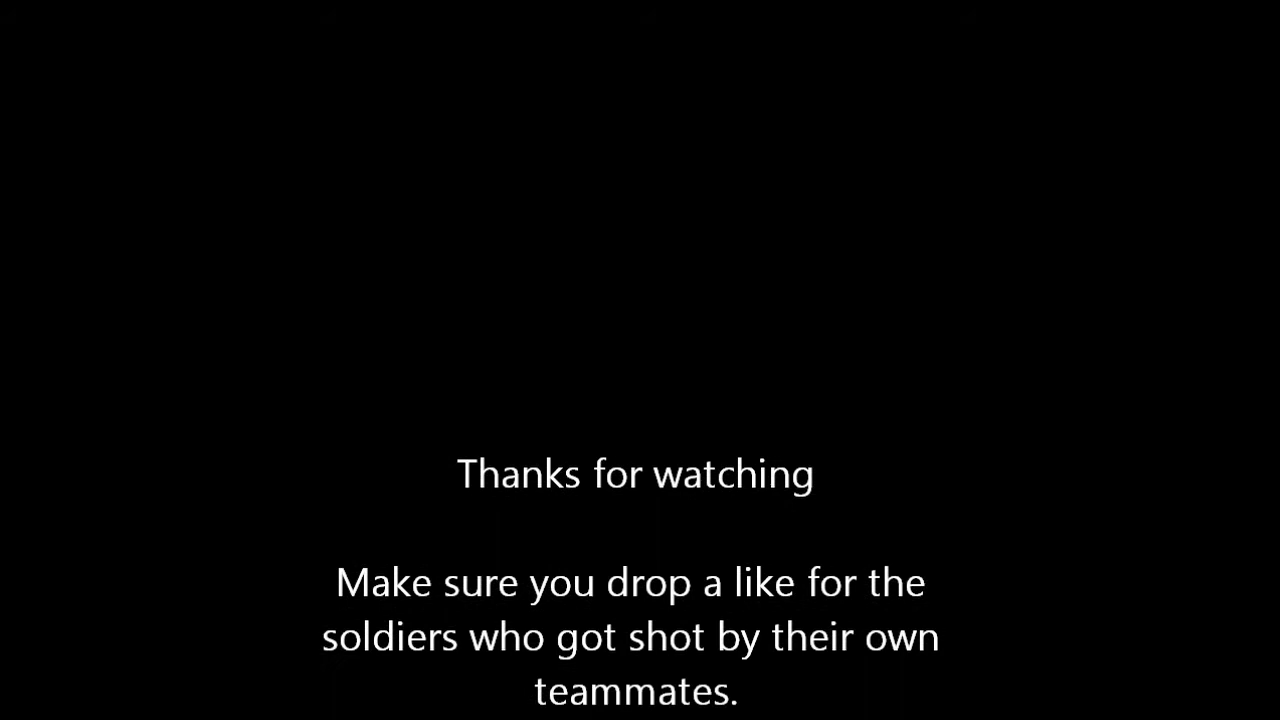 Thanks for watching
Make sure you drop a like for the
soldiers who got shot by their own
teammates.